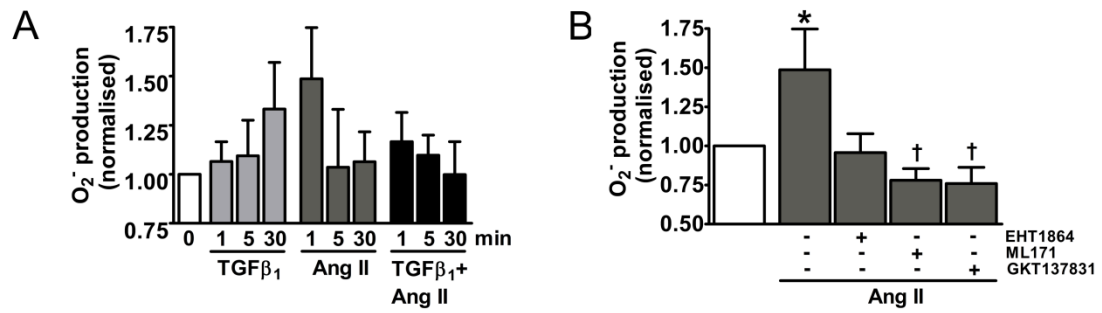 A
O₂⁻ production
(normalised)
1.75
1.50
1.25
1.00
0.75
0 1 5 30 1 5 30 1 5 30 min
TGFβ₁ Ang II TGFβ₁+
Ang II
B
O₂⁻ production
(normalised)
1.75
1.50
1.25
1.00
0.75
0.50
*
† †
- + - - EHT1864
- - + - ML171
- - - + GKT137831
Ang II